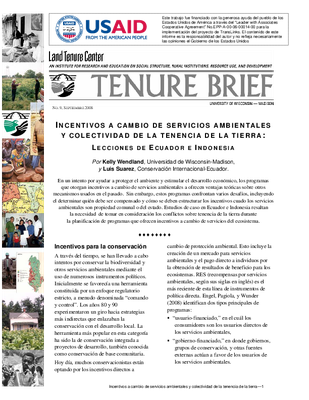 USAID
FROM THE AMERICAN PEOPLE
Este trabajo fue financiado con la generosa ayuda del pueblo de los
Estados Unidos de América a través del "Leader with Associates
Cooperative Agreement" No.EPP-A-00-06-00014-00 para la
implementación del proyecto de TransLinks. El contenido de este
informe es la responsabilidad del autor y no refleja necesariamente
las opiniones el Gobierno de los Estados Unidos
Land Tenure Center
AN INSTITUTE FOR RESEARCH AND EDUCATION ON SOCIAL STRUCTURE, RURAL INSTITUTIONS, RESOURCE USE, AND DEVELOPMENT
TENURE BRIEF
UNIVERSITY OF WISCONSIN — MADISON
2008
INCENTIVOS A CAMBIO DE SERVICIOS AMBIENTALES
Y COLECTIVIDAD DE LA TENENCIA DE LA TIERRA:
LECCIONES DE ECUADOR E INDONESIA
Por Kelly Wendland, Universidad de Wisconsin-Madison,
y Luis Suarez, Conservación Internacional-Ecuador.
En un intento por ayudar a proteger el ambiente y estimular el desarrollo económico, los programas
que otorgan incentivos a cambio de servicios ambientales a ofrecen ventajas teóricas sobre otros
mecanismos usados en el pasado. Sin embargo, estos programas confrontan varios desafíos, incluyendo
el determinar quién debe ser compensado y cómo se deben estructurar los incentivos cuado los servicios
ambientales son propiedad comunal o del estado. Estudios de caso en Ecuador e Indonesia resaltan
la necesidad de tomar en consideración los conflictos sobre tenencia de la tierra durante
la planificación de programas que ofrecen incentivos a cambio de servicios del ecosistema.
Incentivos para la conservación
A través del tiempo, se han llevado a cabo
intentos por conservar la biodiversidad y
otros servicios ambientales mediante el
uso de numerosos instrumentos políticos.
Inicialmente se favorecía una herramienta
constituida por un enfoque regulatorio
estricto, a menudo denominada "comando
y control". Los años 80 y 90
experimentaron un giro hacia estrategias
más indirectas que enlazaban la
conservación con el desarrollo local. La
herramienta más popular en esta categoría
ha sido la de conservación integrada a
proyectos de desarrollo, también conocida
como conservación de base comunitaria.
Hoy día, muchos conservacionistas están
optando por los incentivos directos a
cambio de protección ambiental. Esto incluye la
creación de un mercado para servicios
ambientales y el pago directo a individuos por
la obtención de resultados de beneficio para los
ecosistemas. RES (recompensas por servicios
ambientales, según sus siglas en inglés) es el
más reciente de esta línea de instrumentos de
política directa. Engel, Pagiola, y Wunder
(2008) identifican dos tipos principales de
programas:
• "usuario-financiado," en el cuál los
consumidores son los usuarios directos de
los servicios ambientales,
• "gobierno-financiado," en donde gobiernos,
grupos de conservación, y otras fuentes
externas actúan a favor de los usuarios de
los servicios ambientales.
Incentivos a cambio de servicios ambientales y colectividad de la tenencia de la tierra—1